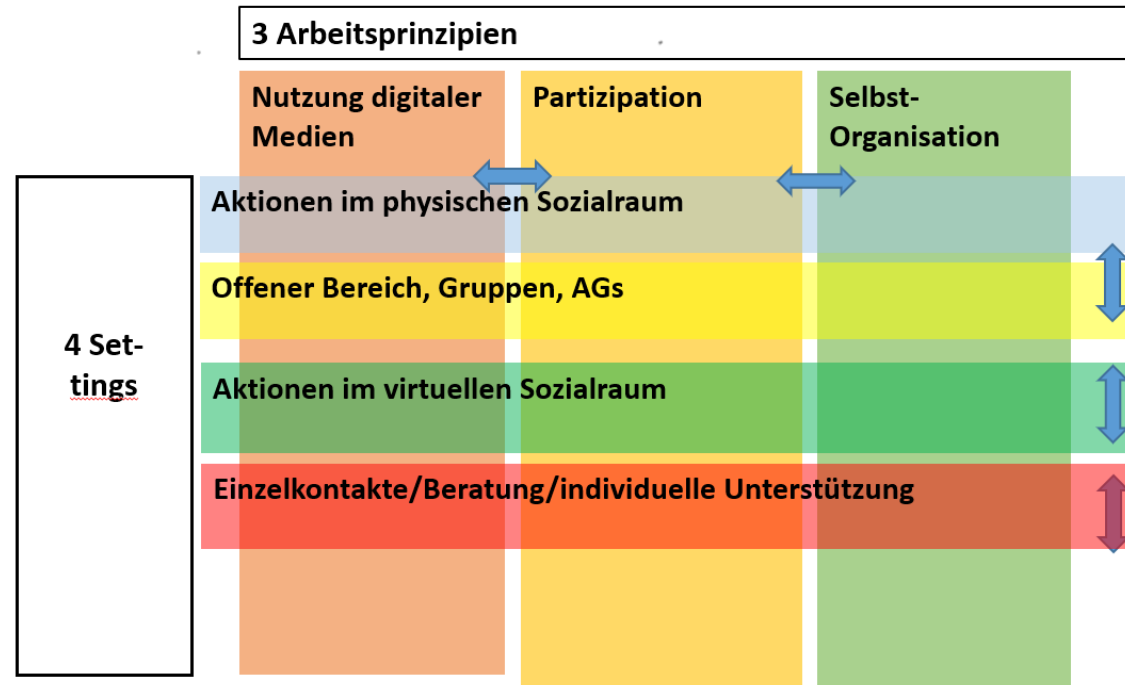 3 Arbeitsprinzipien
Nutzung digitaler
Medien
Partizipation
Selbst-
Organisation
Aktionen im physischen Sozialraum
Offener Bereich, Gruppen, AGs
4 Set-
tings
Aktionen im virtuellen Sozialraum
Einzelkontakte/Beratung/individuelle Unterstützung